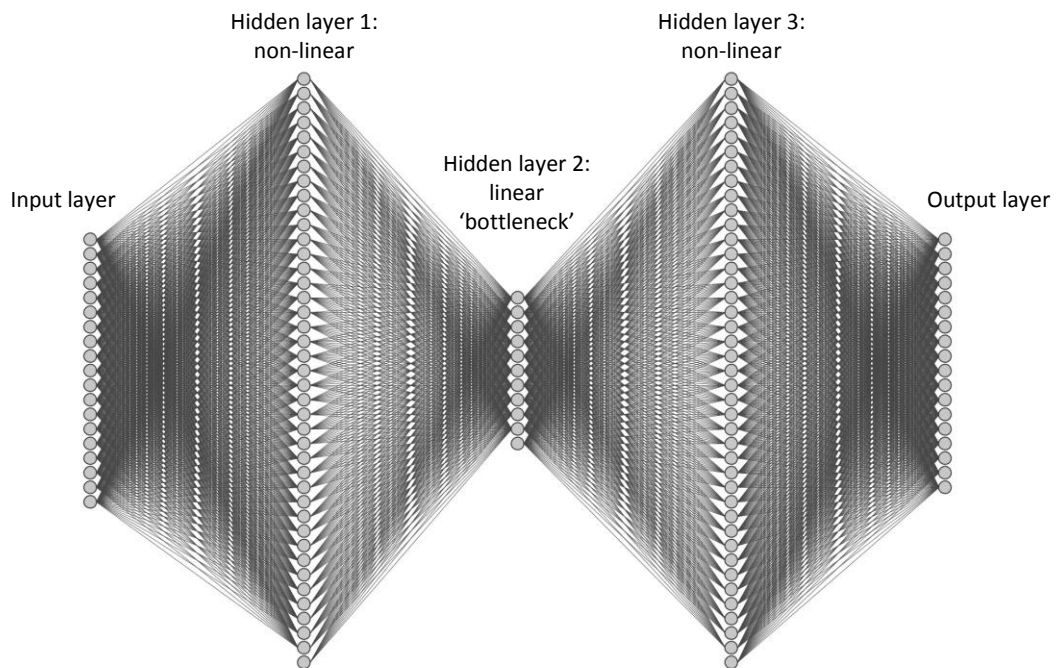 Hidden layer 1:
non-linear
Hidden layer 3:
non-linear
Hidden layer 2:
linear
‘bottleneck’
Input layer
Output layer